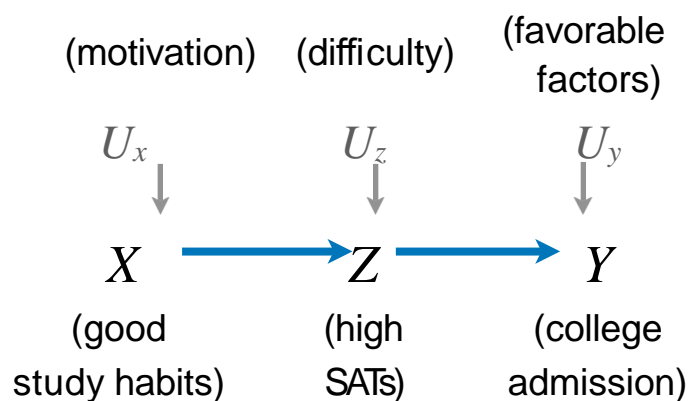 (motivation) (difficulty) (favorable
factors)
Ux Uz Uy
X Z Y
(good (high (college
study habits) SATs) admission)